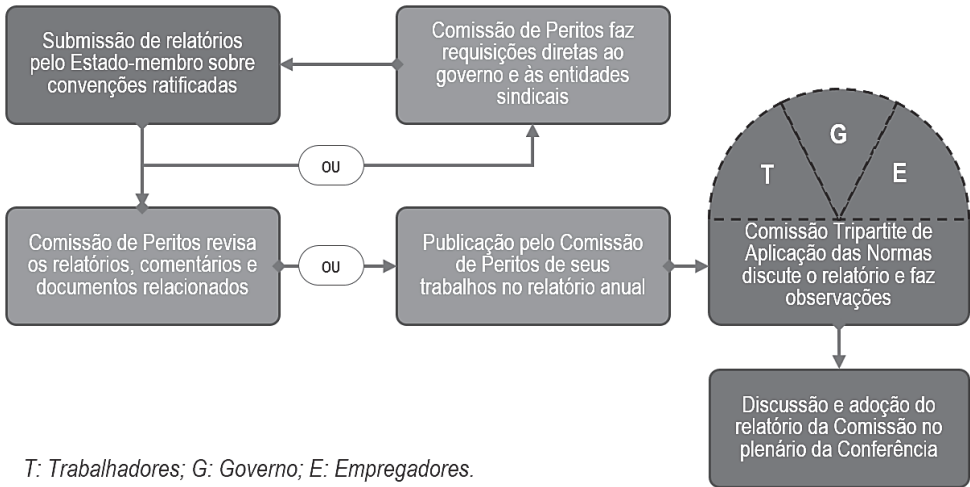 Submissão de relatórios
pelo Estado-membro sobre
convenções ratificadas
Comissão de Peritos faz
requisições diretas ao
governo e às entidades
sindicais
OU
T
G
E
Comissão de Peritos revisa
os relatórios, comentários e
documentos relacionados
OU
Publicação pelo Comissão
de Peritos de seus
trabalhos no relatório anual
Comissão Tripartite de
Aplicação das Normas
discute o relatório e faz
observações
Discussão e adoção do
relatório da Comissão no
plenário da Conferência
T: Trabalhadores; G: Governo; E: Empregadores.